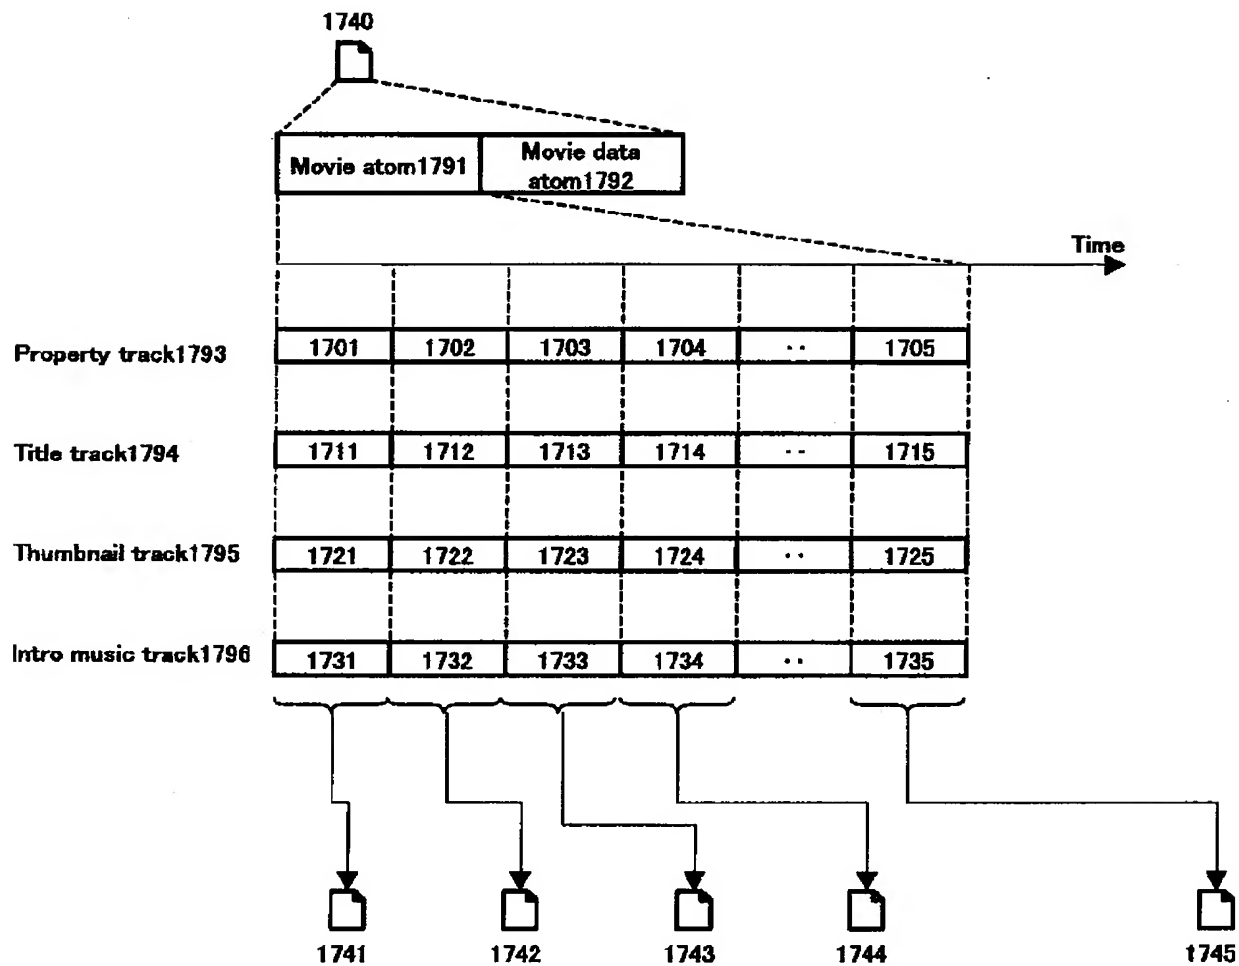 1740
Movie atom1791
Movie data
atom1792
Time
Property track1793
1701 1702 1703 1704 .. 1705
Title track1794
1711 1712 1713 1714 .. 1715
Thumbnail track1795
1721 1722 1723 1724 .. 1725
Intro music track1796
1731 1732 1733 1734 .. 1735
1741 1742 1743 1744 1745